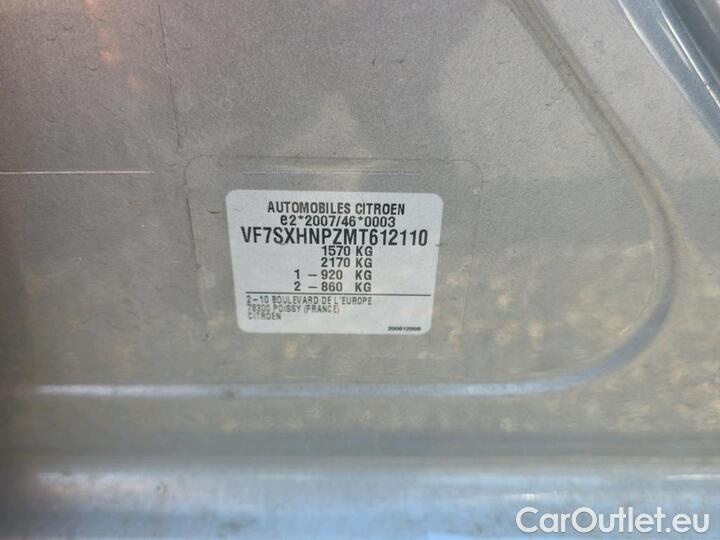 AUTOMOBILES CITROEN
e2*2007/46*0003
VF7SXHNPZMT612110
1570 KG
2170 KG
1 – 920 KG
2 – 860 KG
2-10 BOULEVARD DE L'EUROPE
78300 POISSY (FRANCE)
CITROEN
CarOutlet.eu